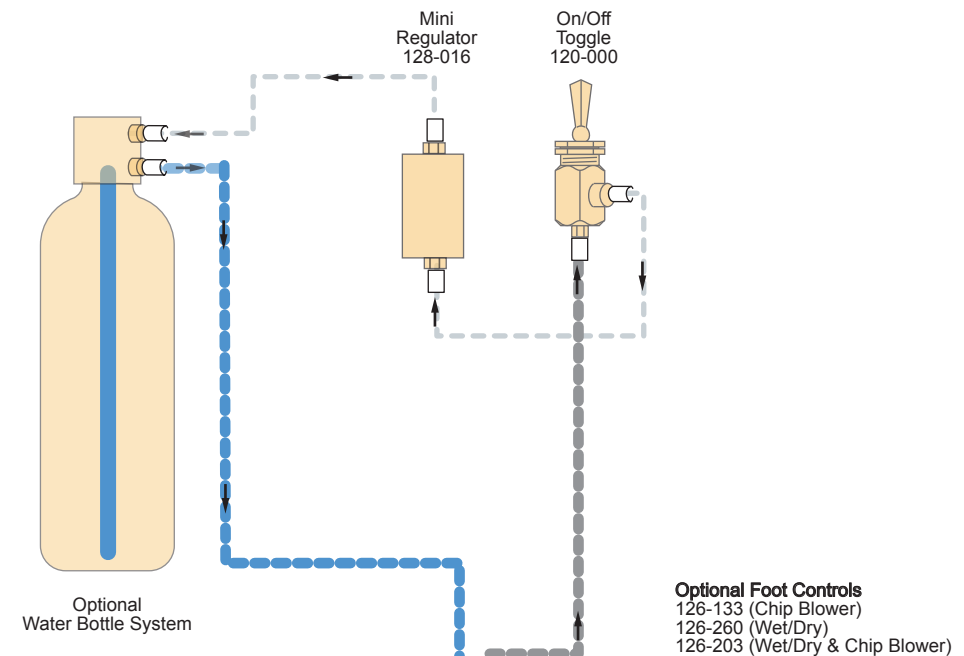 Mini
Regulator
128-016
On/Off
Toggle
120-000
Optional
Water Bottle System
Optional Foot Controls
126-133 (Chip Blower)
126-260 (Wet/Dry)
126-203 (Wet/Dry & Chip Blower)